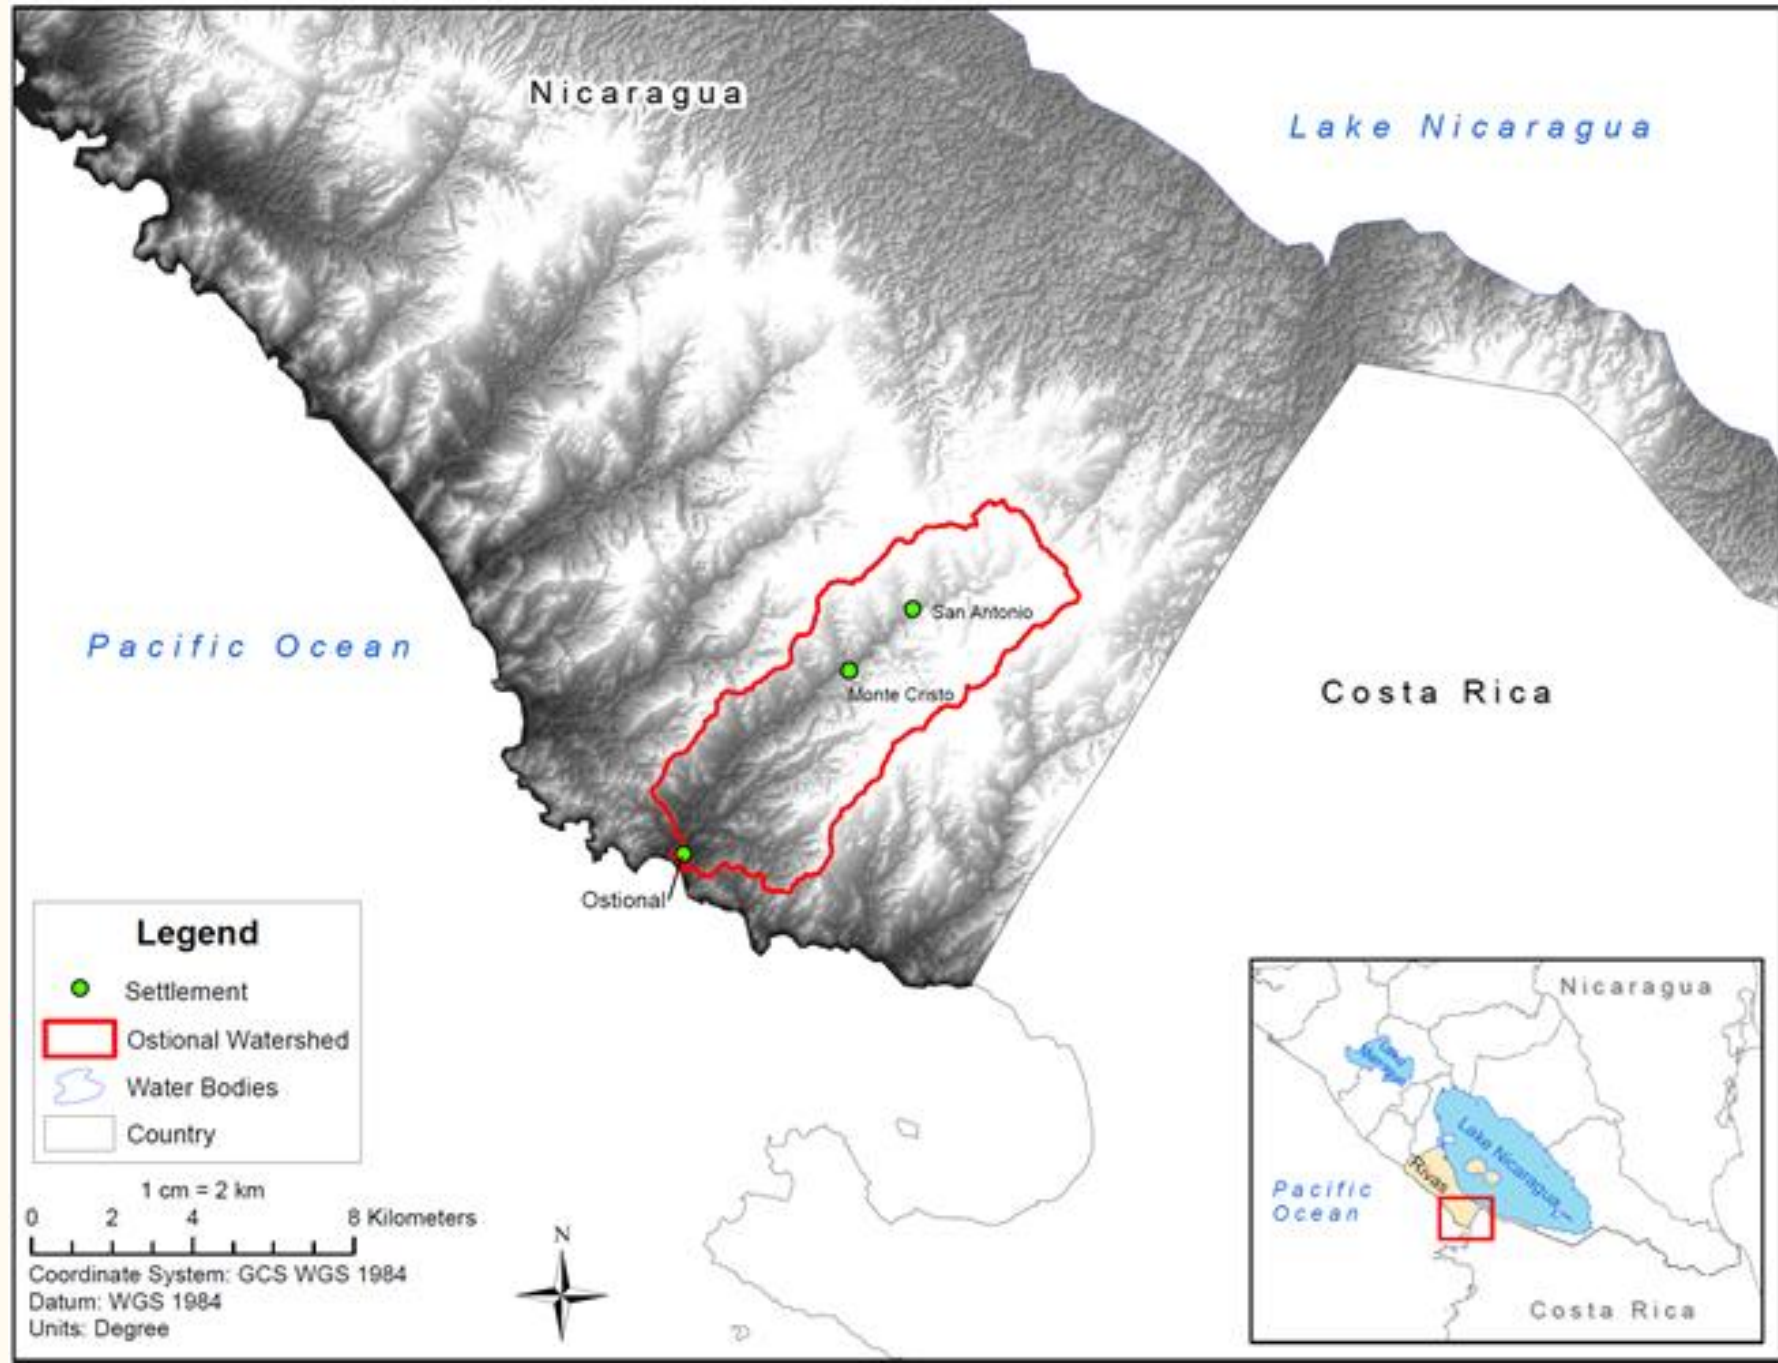 Nicaragua
Lake Nicaragua
Pacific Ocean
San Antonio
Monte Cristo
Costa Rica
Ostional
Legend
Settlement
Ostional Watershed
Water Bodies
Country
1 cm = 2 km
0 2 4 8 Kilometers
Coordinate System: GCS WGS 1984
Datum: WGS 1984
Units: Degree
N
Nicaragua
Lake
Lake Nicaragua
Rivas
Pacific
Ocean
Costa Rica